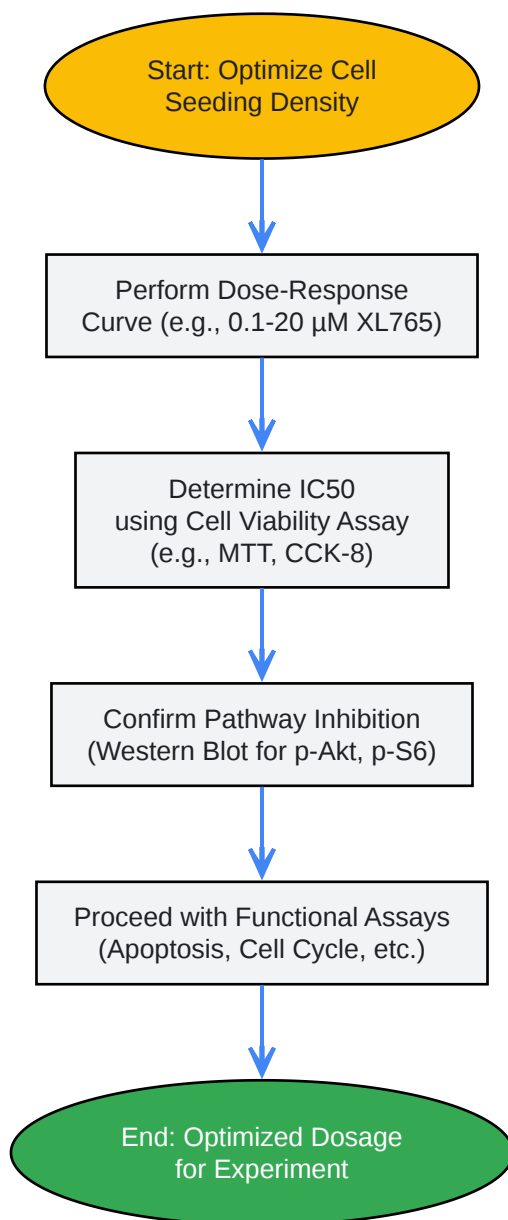 Start: Optimize Cell
Seeding Density
Perform Dose-Response
Curve (e.g., 0.1-20 µM XL765)
Determine IC50
using Cell Viability Assay
(e.g., MTT, CCK-8)
Confirm Pathway Inhibition
(Western Blot for p-Akt, p-S6)
Proceed with Functional Assays
(Apoptosis, Cell Cycle, etc.)
End: Optimized Dosage
for Experiment